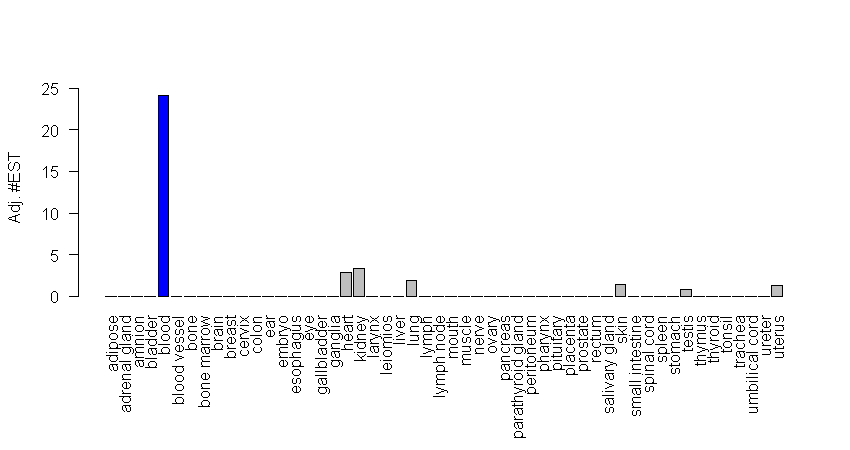 Adj. #EST
25
20
15
10
5
0
adipose
adrenal gland
amnion
bladder
blood
blood vessel
bone
bone marrow
brain
breast
cervix
colon
ear
embryo
esophagus
eye
gallbladder
ganglia
heart
kidney
larynx
leiomios
liver
lung
lymph
lymph node
mouth
muscle
nerve
ovary
pancreas
parathyroid gland
peritoneum
pharynx
pituitary
placenta
prostate
rectum
salivary gland
skin
small intestine
spinal cord
spleen
stomach
testis
thymus
thyroid
tonsil
trachea
umbilical cord
ureter
uterus